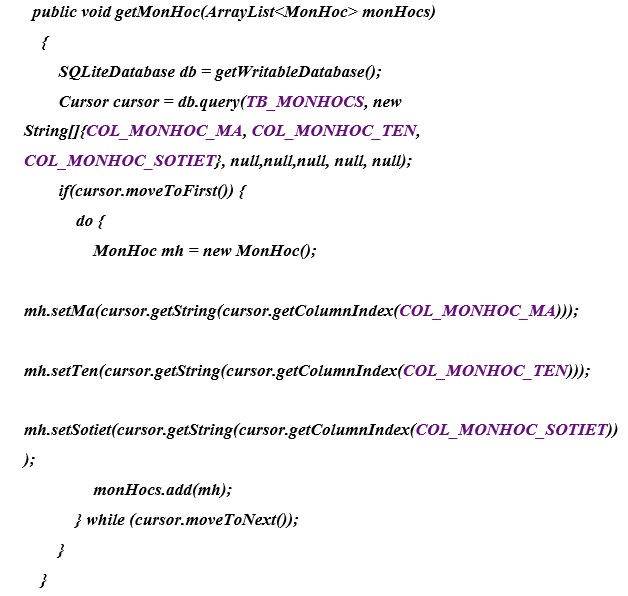 public void getMonHoc(ArrayList<MonHoc> monHocs)
{
SQLiteDatabase db = getWritableDatabase();
Cursor cursor = db.query(TB_MONHOCS, new
String[]{COL_MONHOC_MA, COL_MONHOC_TEN,
COL_MONHOC_SOTIET}, null,null,null, null, null);
if(cursor.moveToFirst()) {
do {
MonHoc mh = new MonHoc();
mh.setMa(cursor.getString(cursor.getColumnIndex(COL_MONHOC_MA)));
mh.setTen(cursor.getString(cursor.getColumnIndex(COL_MONHOC_TEN)));
mh.setSotiet(cursor.getString(cursor.getColumnIndex(COL_MONHOC_SOTIET))
);
monHocs.add(mh);
} while (cursor.moveToNext());
}
}